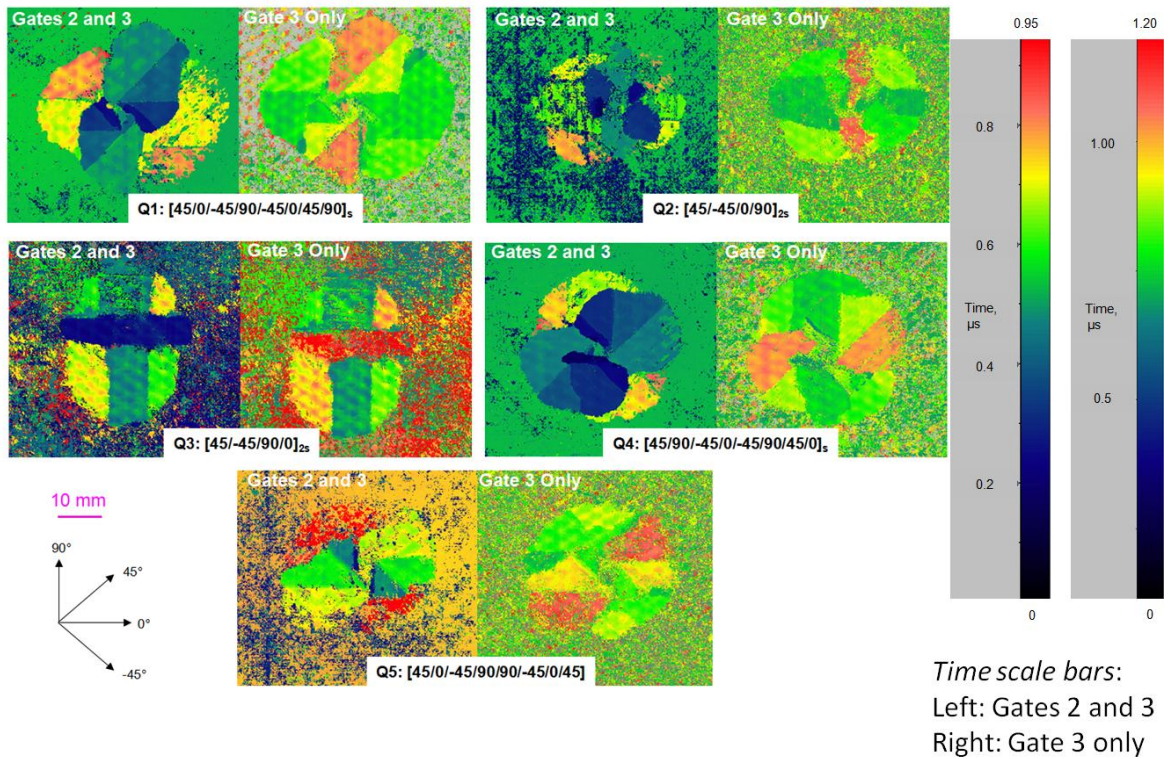 Gates 2 and 3
Gate 3 Only
Q1: [45/0/-45/90/-45/0/45/90]s
Gates 2 and 3
Gate 3 Only
Q2: [45/-45/0/90]2s
Gates 2 and 3
Gate 3 Only
Q3: [45/-45/90/0]2s
Gates 2 and 3
Gate 3 Only
Q4: [45/90/-45/0/-45/90/45/0]s
Gates 2 and 3
Gate 3 Only
Q5: [45/0/-45/90/90/-45/0/45]
10 mm
90°
45°
0°
-45°
0.95
0.8
0.6
Time,
µs
0.4
0.2
0
1.20
1.00
Time,
µs
0.5
0
Time scale bars:
Left: Gates 2 and 3
Right: Gate 3 only